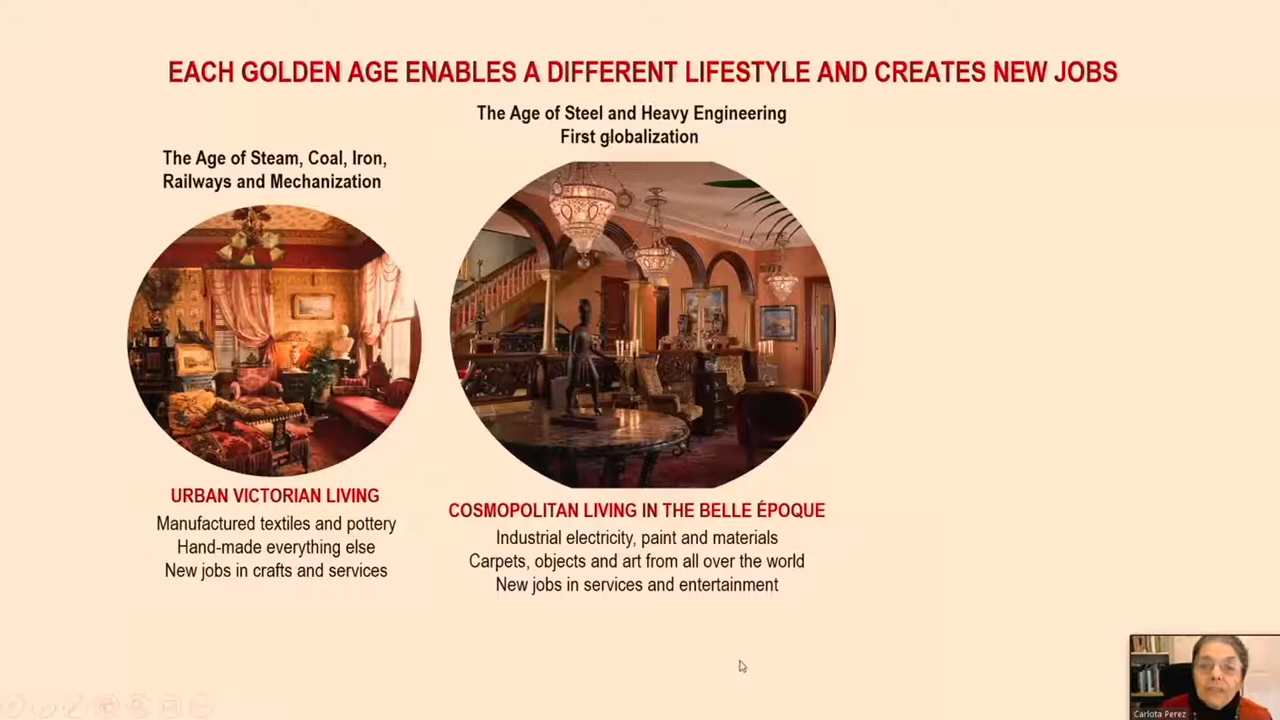 EACH GOLDEN AGE ENABLES A DIFFERENT LIFESTYLE AND CREATES NEW JOBS
The Age of Steam, Coal, Iron,
Railways and Mechanization
URBAN VICTORIAN LIVING
Manufactured textiles and pottery
Hand-made everything else
New jobs in crafts and services
The Age of Steel and Heavy Engineering
First globalization
COSMOPOLITAN LIVING IN THE BELLE ÉPOQUE
Industrial electricity, paint and materials
Carpets, objects and art from all over the world
New jobs in services and entertainment
Carlota Perez